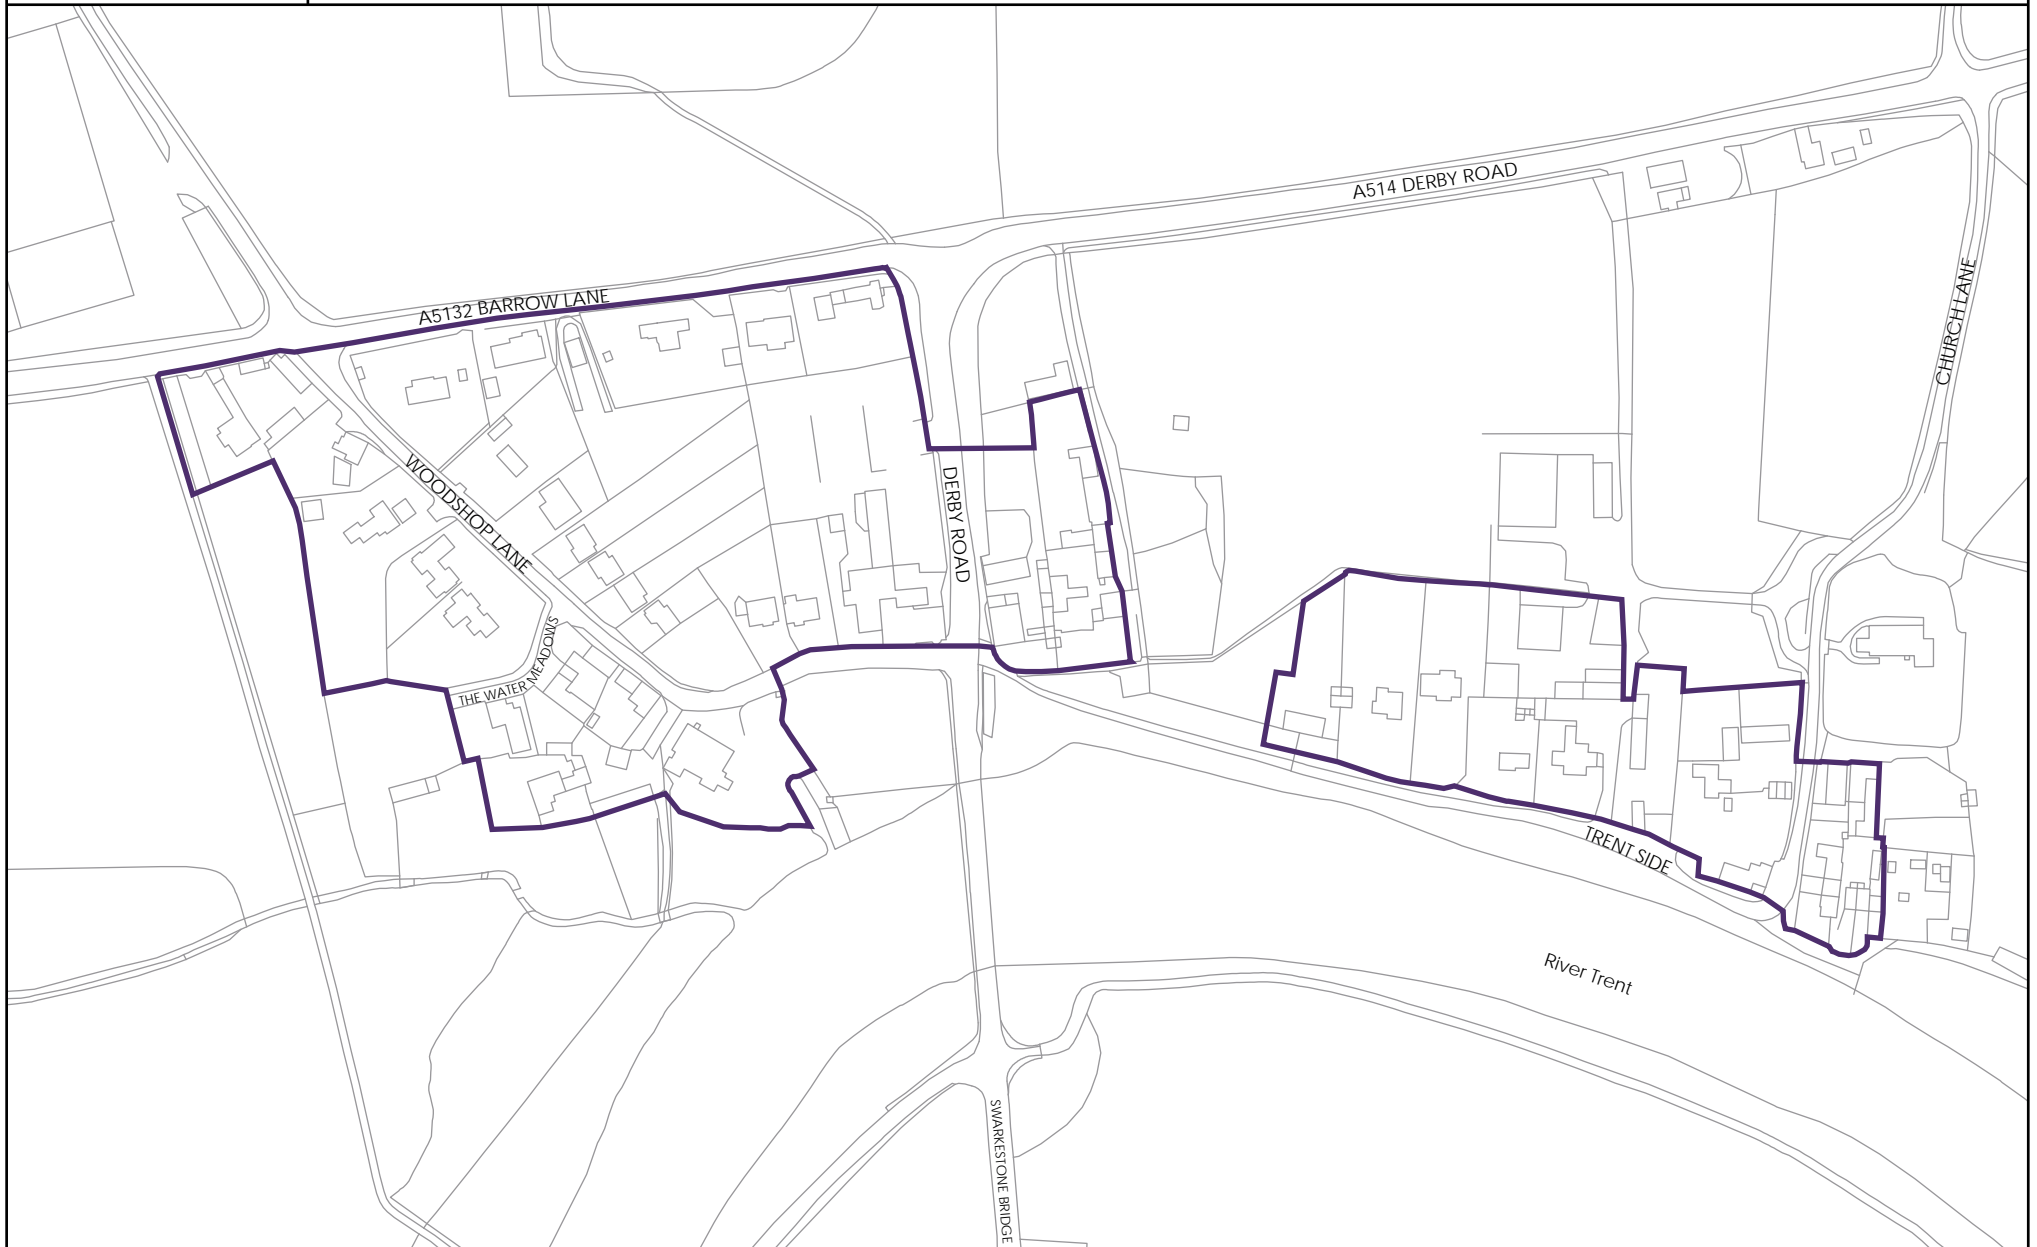 A514 DERBY ROAD
CHURCH LANE
A5132 BARROW LANE
WOODSHOP LANE
DERBY ROAD
THE WATER MEADOWS
TRENT SIDE
River Trent
SWARKESTONE BRIDGE